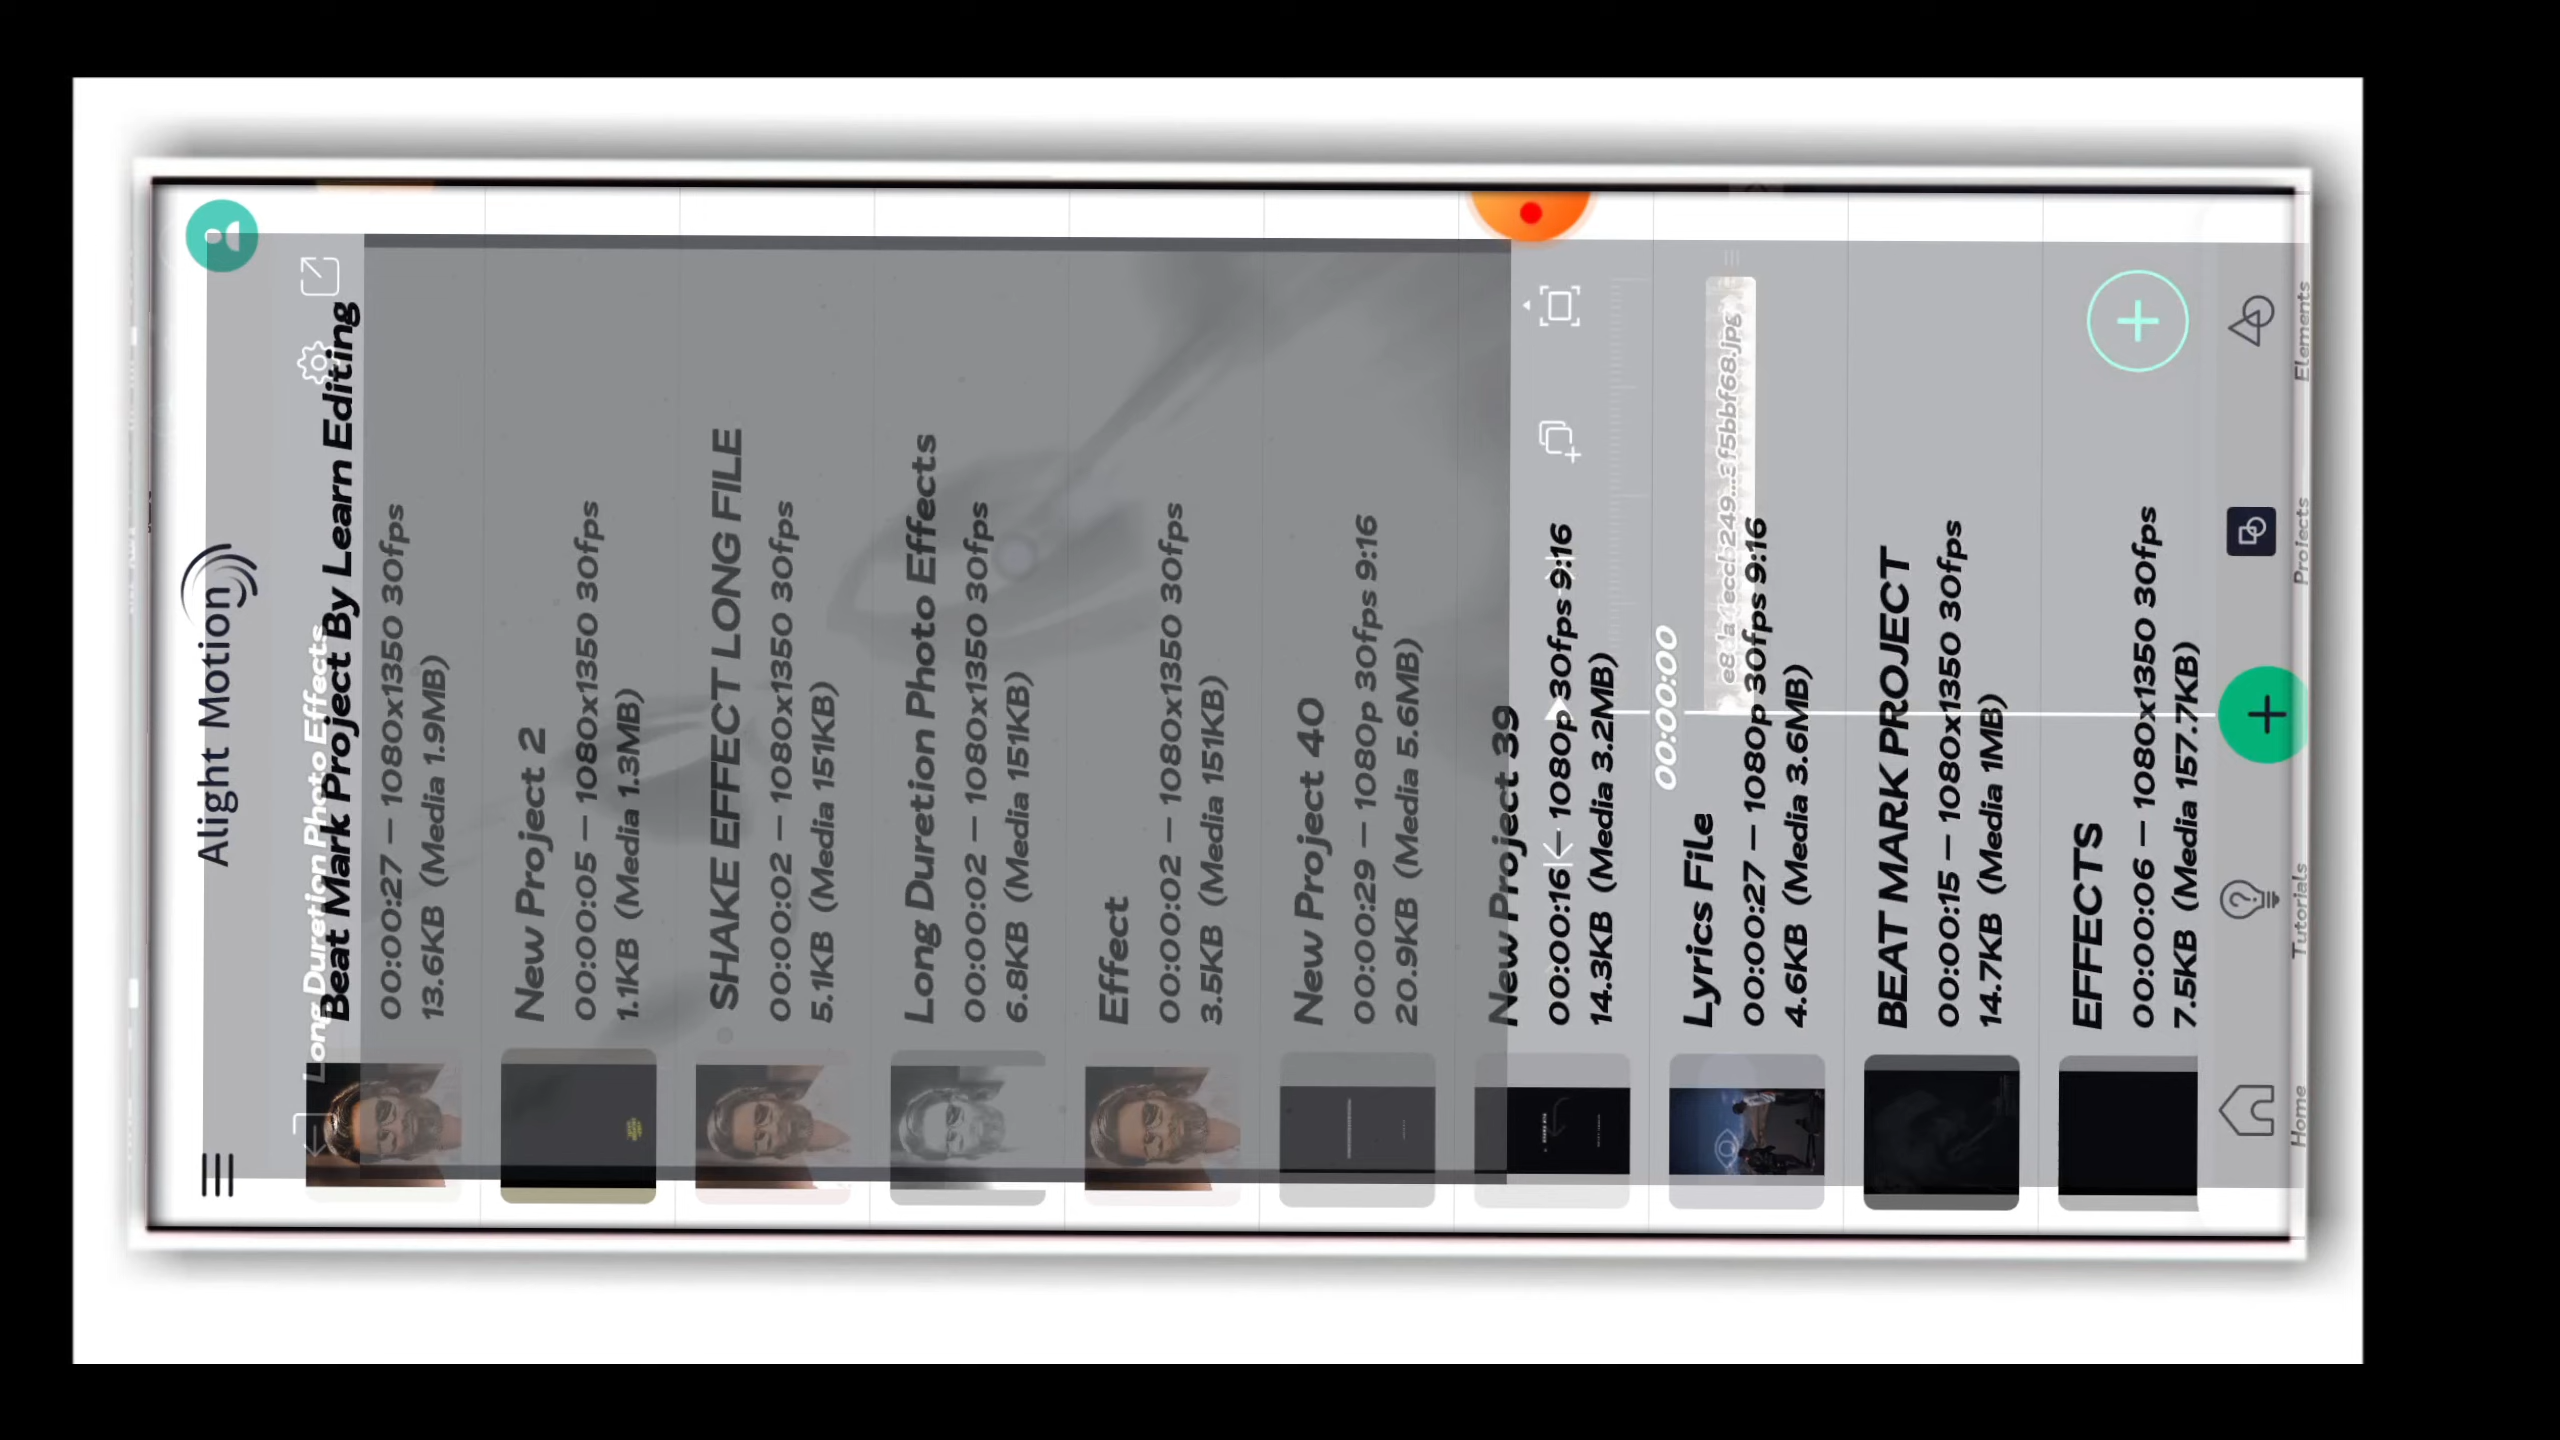 Alight Motion
Long Duretion Photo Effects
Beat Mark Project By Learn Editing
00:00:27 — 1080x1350 30fps
13.6KB (Media 1.9MB)
New Project 2
00:00:05 — 1080x1350 30fps
1.1KB (Media 1.3MB)
SHAKE EFFECT LONG FILE
00:00:02 — 1080x1350 30fps
5.1KB (Media 151KB)
Long Duretion Photo Effects
00:00:02 — 1080x1350 30fps
6.8KB (Media 151KB)
Effect
00:00:02 — 1080x1350 30fps
3.5KB (Media 151KB)
New Project 40
00:00:29 — 1080p 30fps 9:16
20.9KB (Media 5.6MB)
New Project 39
00:00:16 — 1080p 30fps 9:16
14.3KB (Media 3.2MB)
00:00:00
Lyrics File
00:00:27 — 1080p 30fps 9:16
4.6KB (Media 3.6MB)
BEAT MARK PROJECT
00:00:15 — 1080x1350 30fps
14.7KB (Media 1MB)
EFFECTS
00:00:06 — 1080x1350 30fps
7.5KB (Media 157.7KB)
Home
Tutorials
Projects
Elements